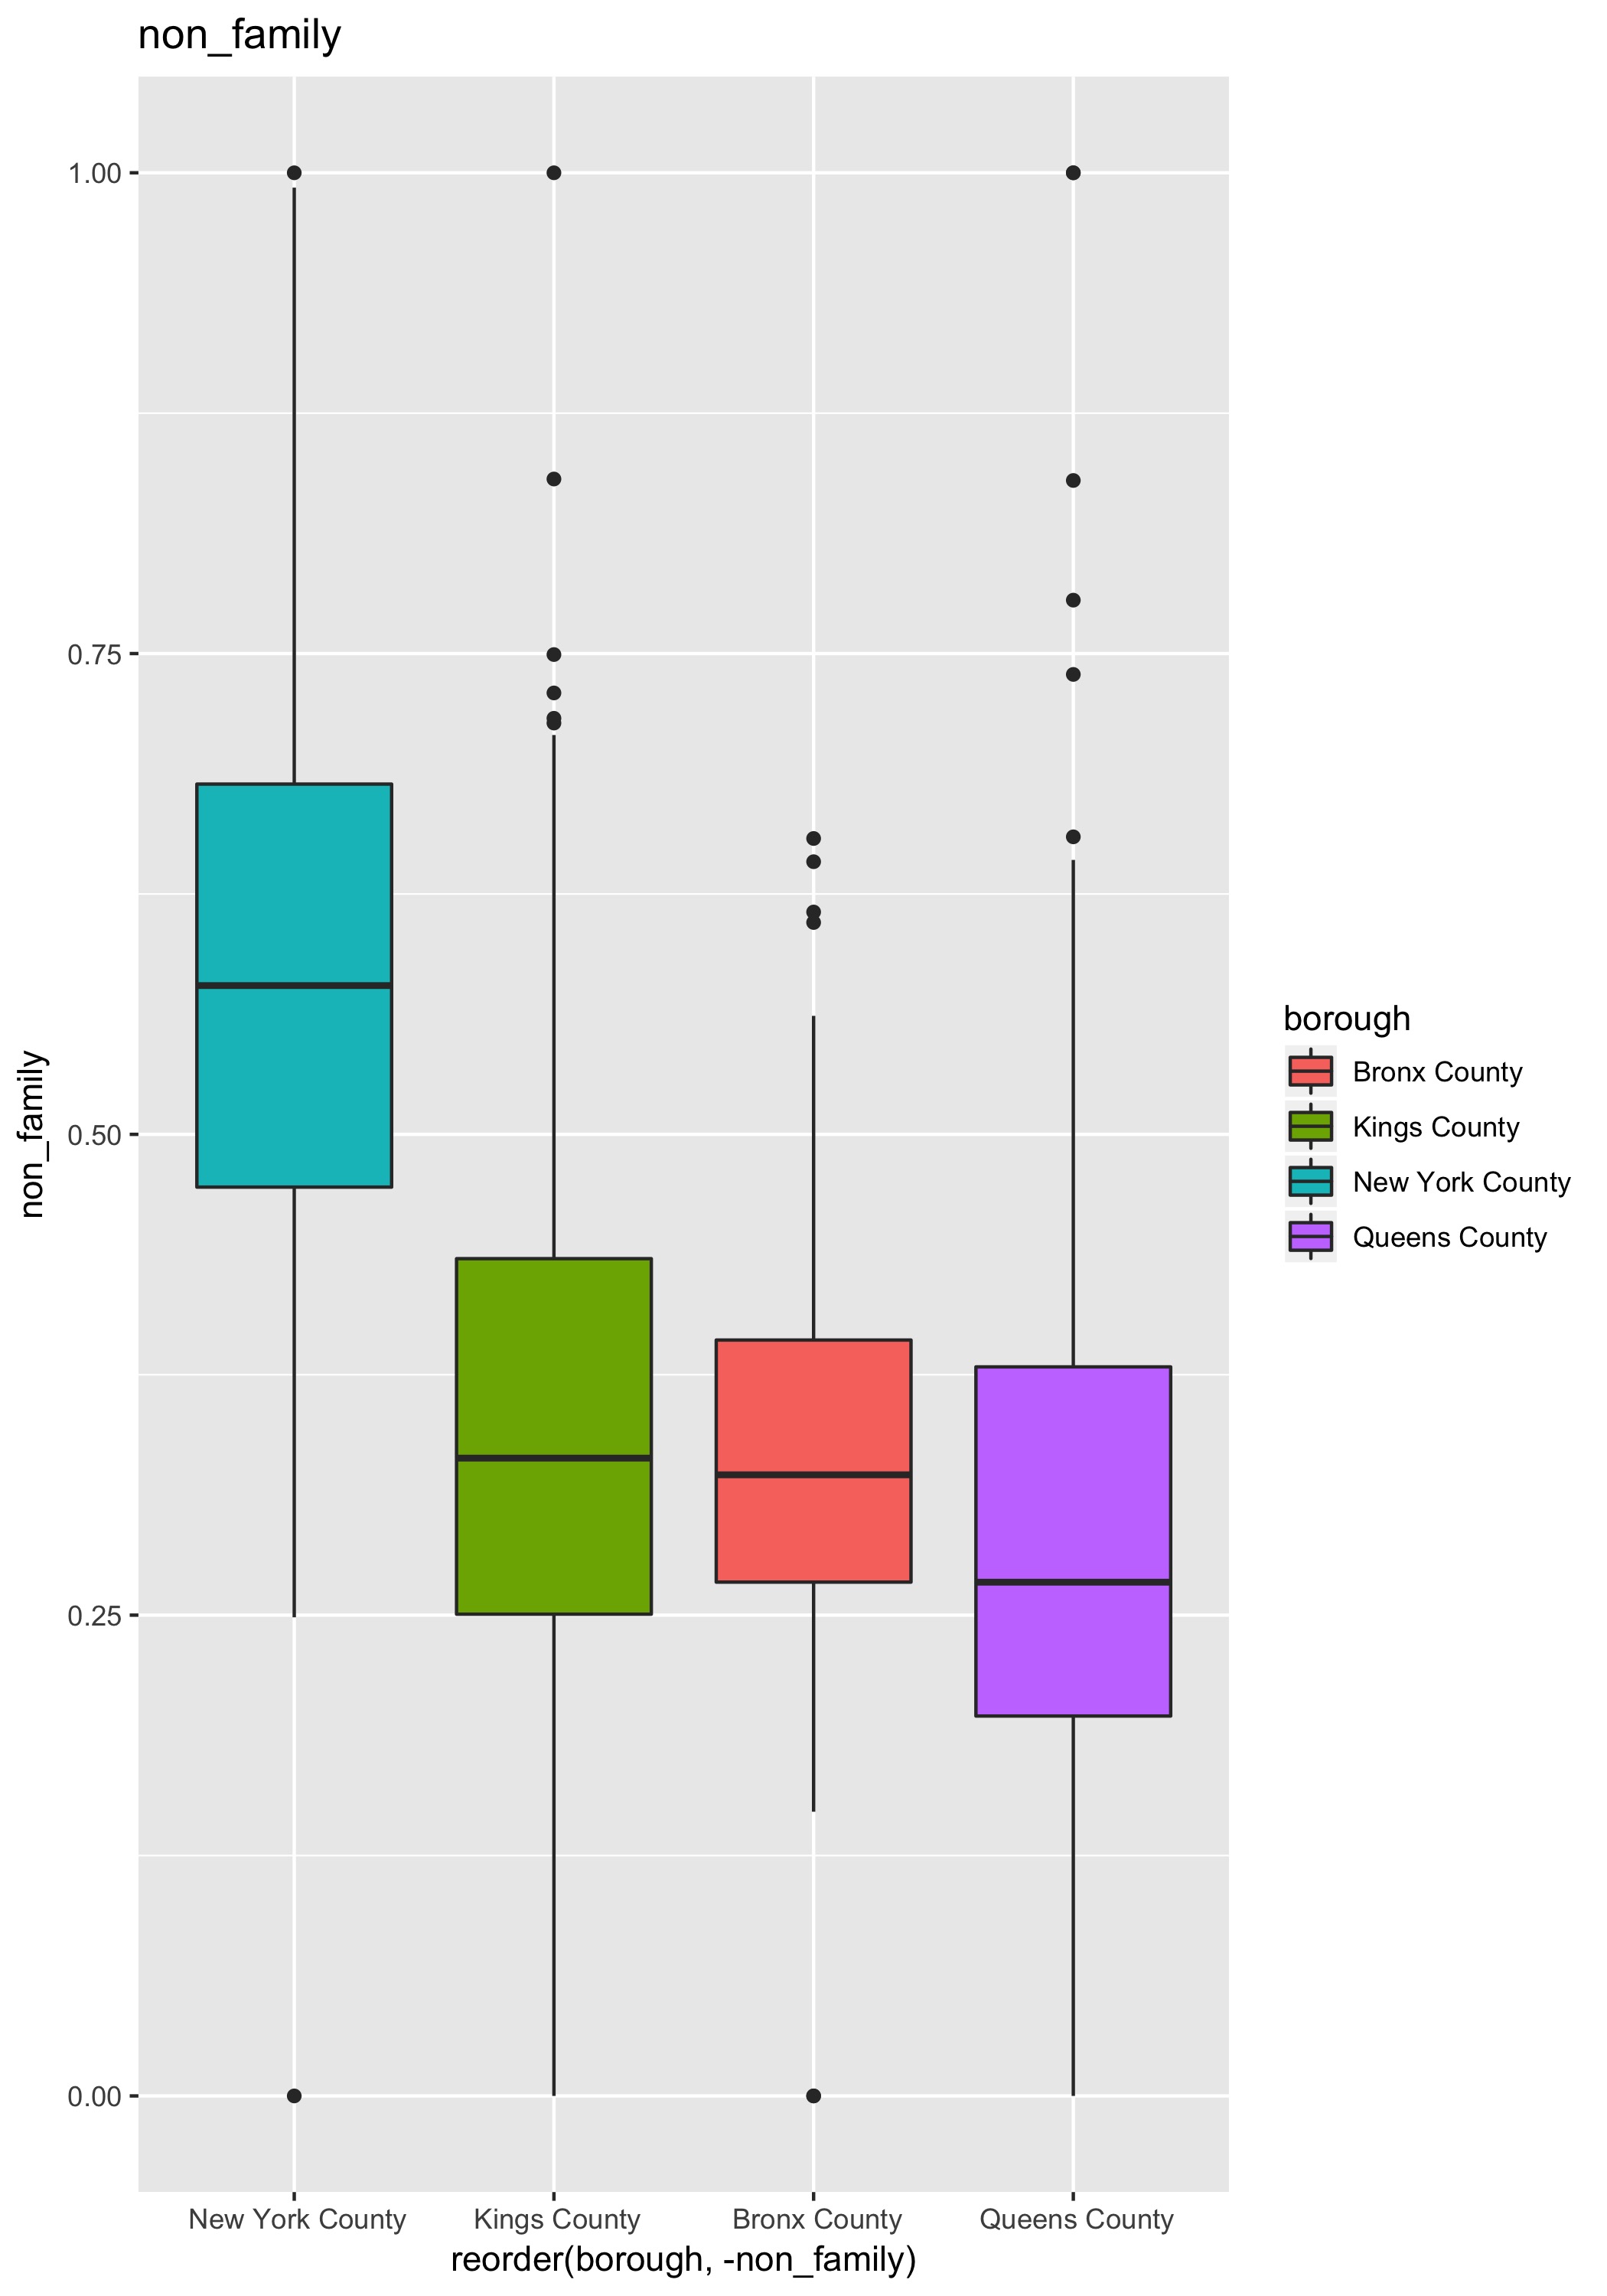 non_family
non_family
1.00
0.75
0.50
0.25
0.00
New York County
Kings County
Bronx County
Queens County
reorder(borough, -non_family)
borough
Bronx County
Kings County
New York County
Queens County